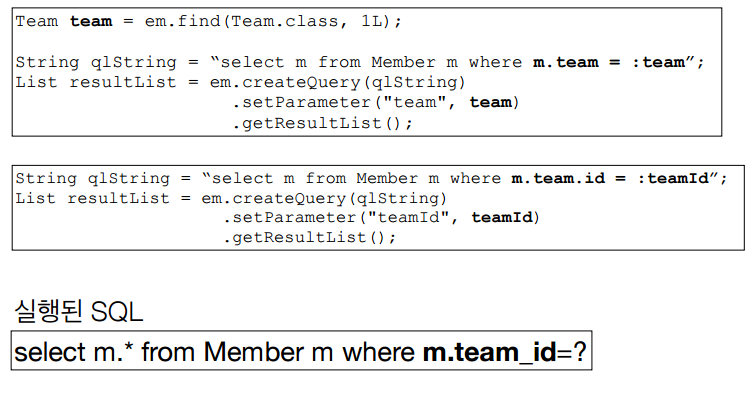 Team team = em.find(Team.class, 1L);
String qlString = “select m from Member m where m.team = :team”;
List resultList = em.createQuery(qlString)
.setParameter("team", team)
.getResultList();
String qlString = “select m from Member m where m.team.id = :teamId”;
List resultList = em.createQuery(qlString)
.setParameter("teamId", teamId)
.getResultList();
실행된 SQL
select m.* from Member m where m.team_id=?